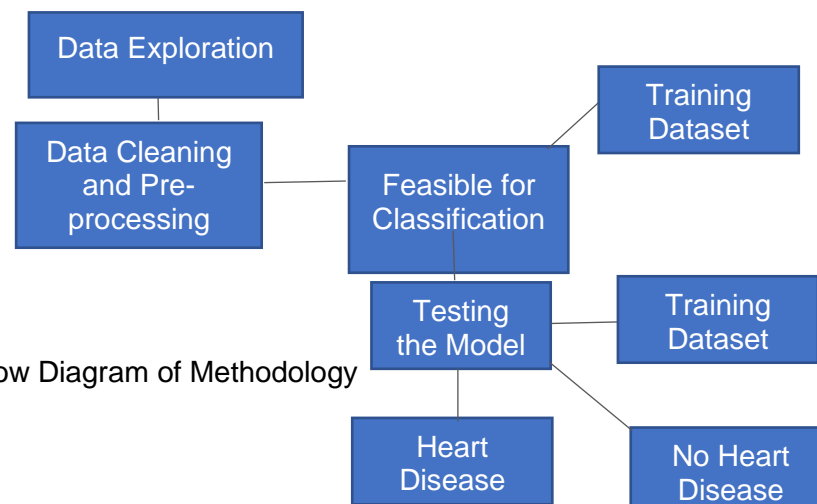 Data Exploration
Data Cleaning
and Pre-
processing
Feasible for
Classification
Training
Dataset
Testing
the Model
Training
Dataset
Diagram of Methodology
Heart
Disease
No Heart
Disease